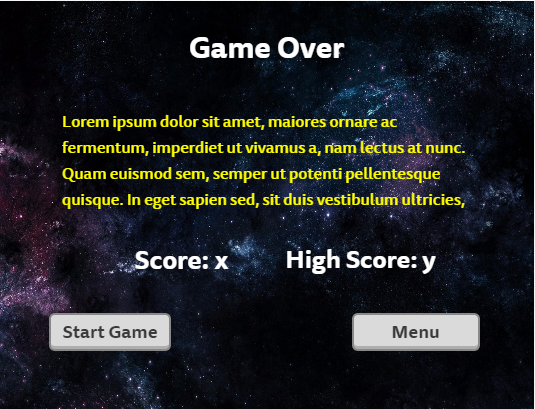 Game Over
Lorem ipsum dolor sit amet, maiores ornare ac
fermentum, imperdiet ut vivamus a, nam lectus at nunc.
Quam euismod sem, semper ut potenti pellentesque
quisque. In eget sapien sed, sit duis vestibulum ultricies,
Score: x High Score: y
Start Game Menu